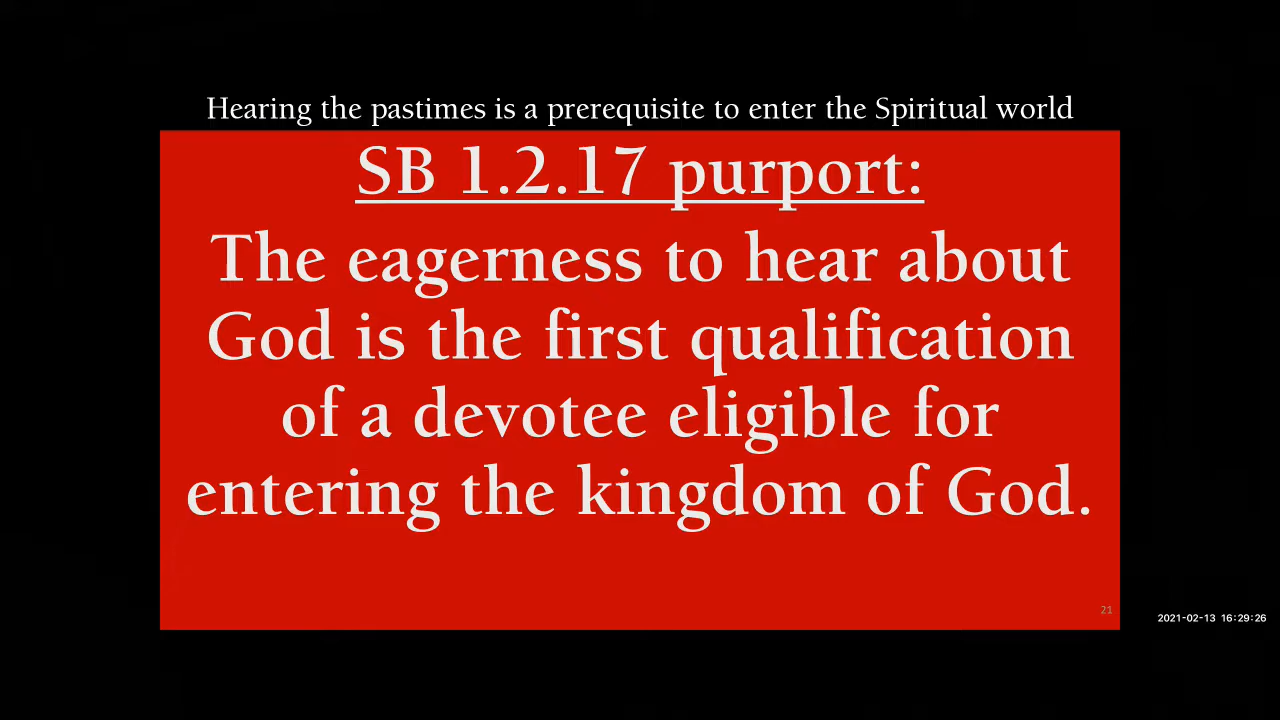 Hearing the pastimes is a prerequisite to enter the Spiritual world
SB 1.2.17 purport:
The eagerness to hear about
God is the first qualification
of a devotee eligible for
entering the kingdom of God.
21
2021-02-13 16:29:26